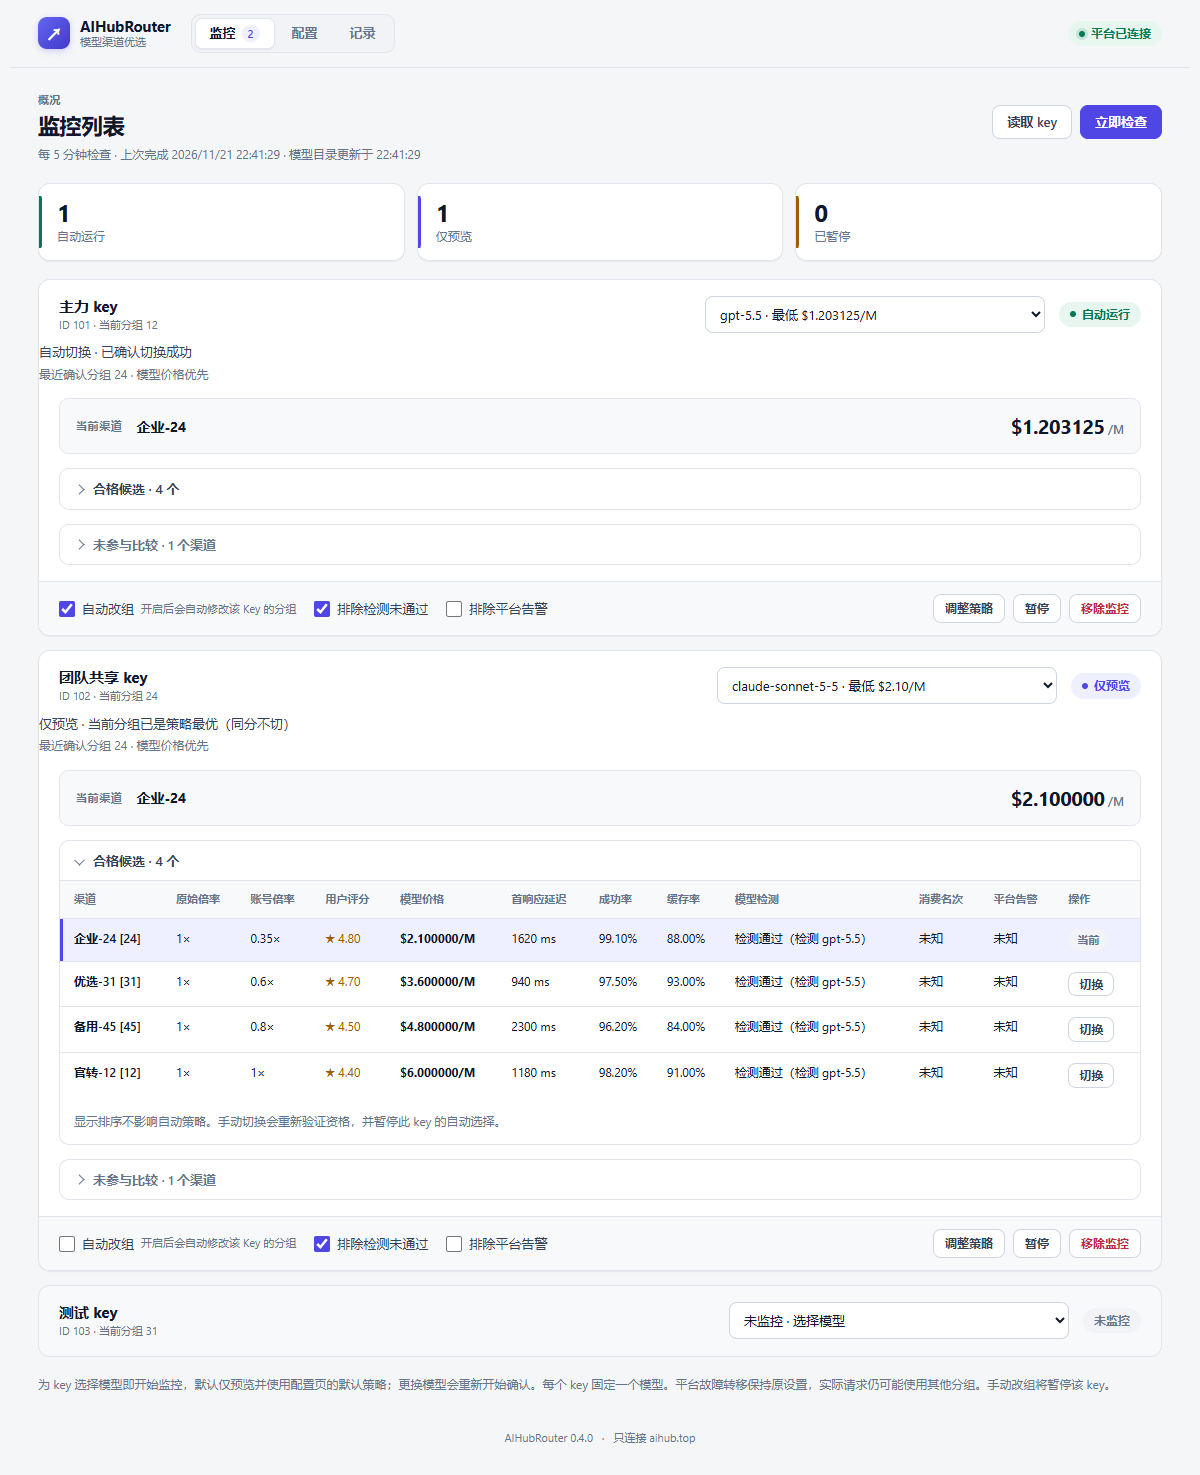 AIHubRouter
模型渠道优选
监控 2 配置 记录
平台已连接
概况
监控列表
每 5 分钟检查 · 上次完成 2026/11/21 22:41:29 · 模型目录更新于 22:41:29
读取 key 立即检查
1
自动运行
1
仅预览
0
已暂停
主力 key
ID 101 · 当前分组 12
gpt-5.5 · 最低 $1.203125/M
自动运行
自动切换 · 已确认切换成功
最近确认分组 24 · 模型价格优先
当前渠道 企业-24 $1.203125 /M
合格候选 · 4 个
未参与比较 · 1 个渠道
自动改组 开启后会自动修改该 Key 的分组 排除检测未通过 排除平台告警 调整策略 暂停 移除监控
团队共享 key
ID 102 · 当前分组 24
claude-sonnet-5-5 · 最低 $2.10/M
仅预览
仅预览 · 当前分组已是策略最优（同分不切）
最近确认分组 24 · 模型价格优先
当前渠道 企业-24 $2.100000 /M
合格候选 · 4 个
渠道 原始倍率 账号倍率 用户评分 模型价格 首响应延迟 成功率 缓存率 模型检测 消费名次 平台告警 操作
企业-24 [24] 1× 0.35× ★ 4.80 $2.100000/M 1620 ms 99.10% 88.00% 检测通过（检测 gpt-5.5） 未知 未知 当前
优选-31 [31] 1× 0.6× ★ 4.70 $3.600000/M 940 ms 97.50% 93.00% 检测通过（检测 gpt-5.5） 未知 未知 切换
备用-45 [45] 1× 0.8× ★ 4.50 $4.800000/M 2300 ms 96.20% 84.00% 检测通过（检测 gpt-5.5） 未知 未知 切换
官转-12 [12] 1× 1× ★ 4.40 $6.000000/M 1180 ms 98.20% 91.00% 检测通过（检测 gpt-5.5） 未知 未知 切换
显示排序不影响自动策略。手动切换会重新验证资格，并暂停此 key 的自动选择。
未参与比较 · 1 个渠道
自动改组 开启后会自动修改该 Key 的分组 排除检测未通过 排除平台告警 调整策略 暂停 移除监控
测试 key
ID 103 · 当前分组 31
未监控 · 选择模型
未监控
为 key 选择模型即开始监控，默认仅预览并使用配置页的默认策略；更换模型会重新开始确认。每个 key 固定一个模型。平台故障转移保持原设置，实际请求仍可能使用其他分组。手动改组将暂停该 key。
AIHubRouter 0.4.0 · 只连接 aihub.top